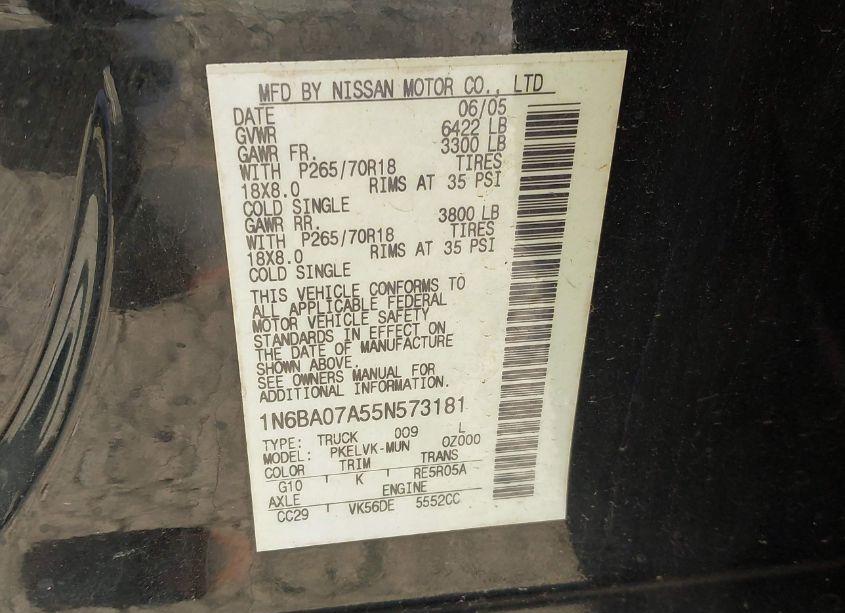 MFD BY NISSAN MOTOR CO., LTD
DATE 06/05
GVWR 6422 LB
GAWR FR. 3300 LB
WITH P265/70R18 TIRES
18X8.0 RIMS AT 35 PSI
COLD SINGLE
GAWR RR. 3800 LB
WITH P265/70R18 TIRES
18X8.0 RIMS AT 35 PSI
COLD SINGLE
THIS VEHICLE CONFORMS TO
ALL APPLICABLE FEDERAL
MOTOR VEHICLE SAFETY
STANDARDS IN EFFECT ON
THE DATE OF MANUFACTURE
SHOWN ABOVE.
SEE OWNERS MANUAL FOR
ADDITIONAL INFORMATION.
1N6BA07A55N573181
TYPE: TRUCK 009 L
MODEL: PKELVK-MUN 0Z000
COLOR TRIM TRANS
G10 K RE5R05A
AXLE ENGINE
CC29 VK56DE 5552CC